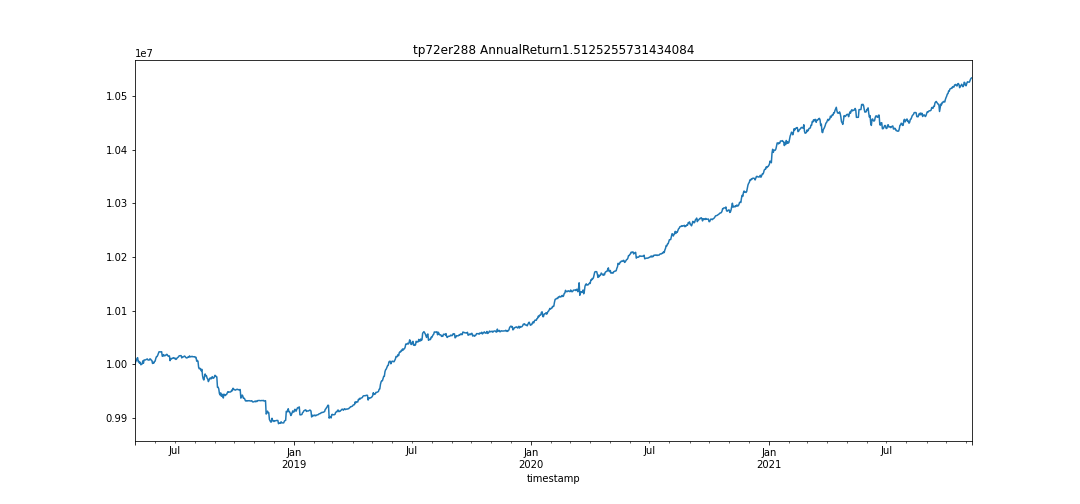 tp72er288 AnnualReturn1.5125255731434084
1e7
1.05
1.04
1.03
1.02
1.01
1.00
0.99
Jul
Jan
2019
Jul
Jan
2020
Jul
Jan
2021
Jul
timestamp